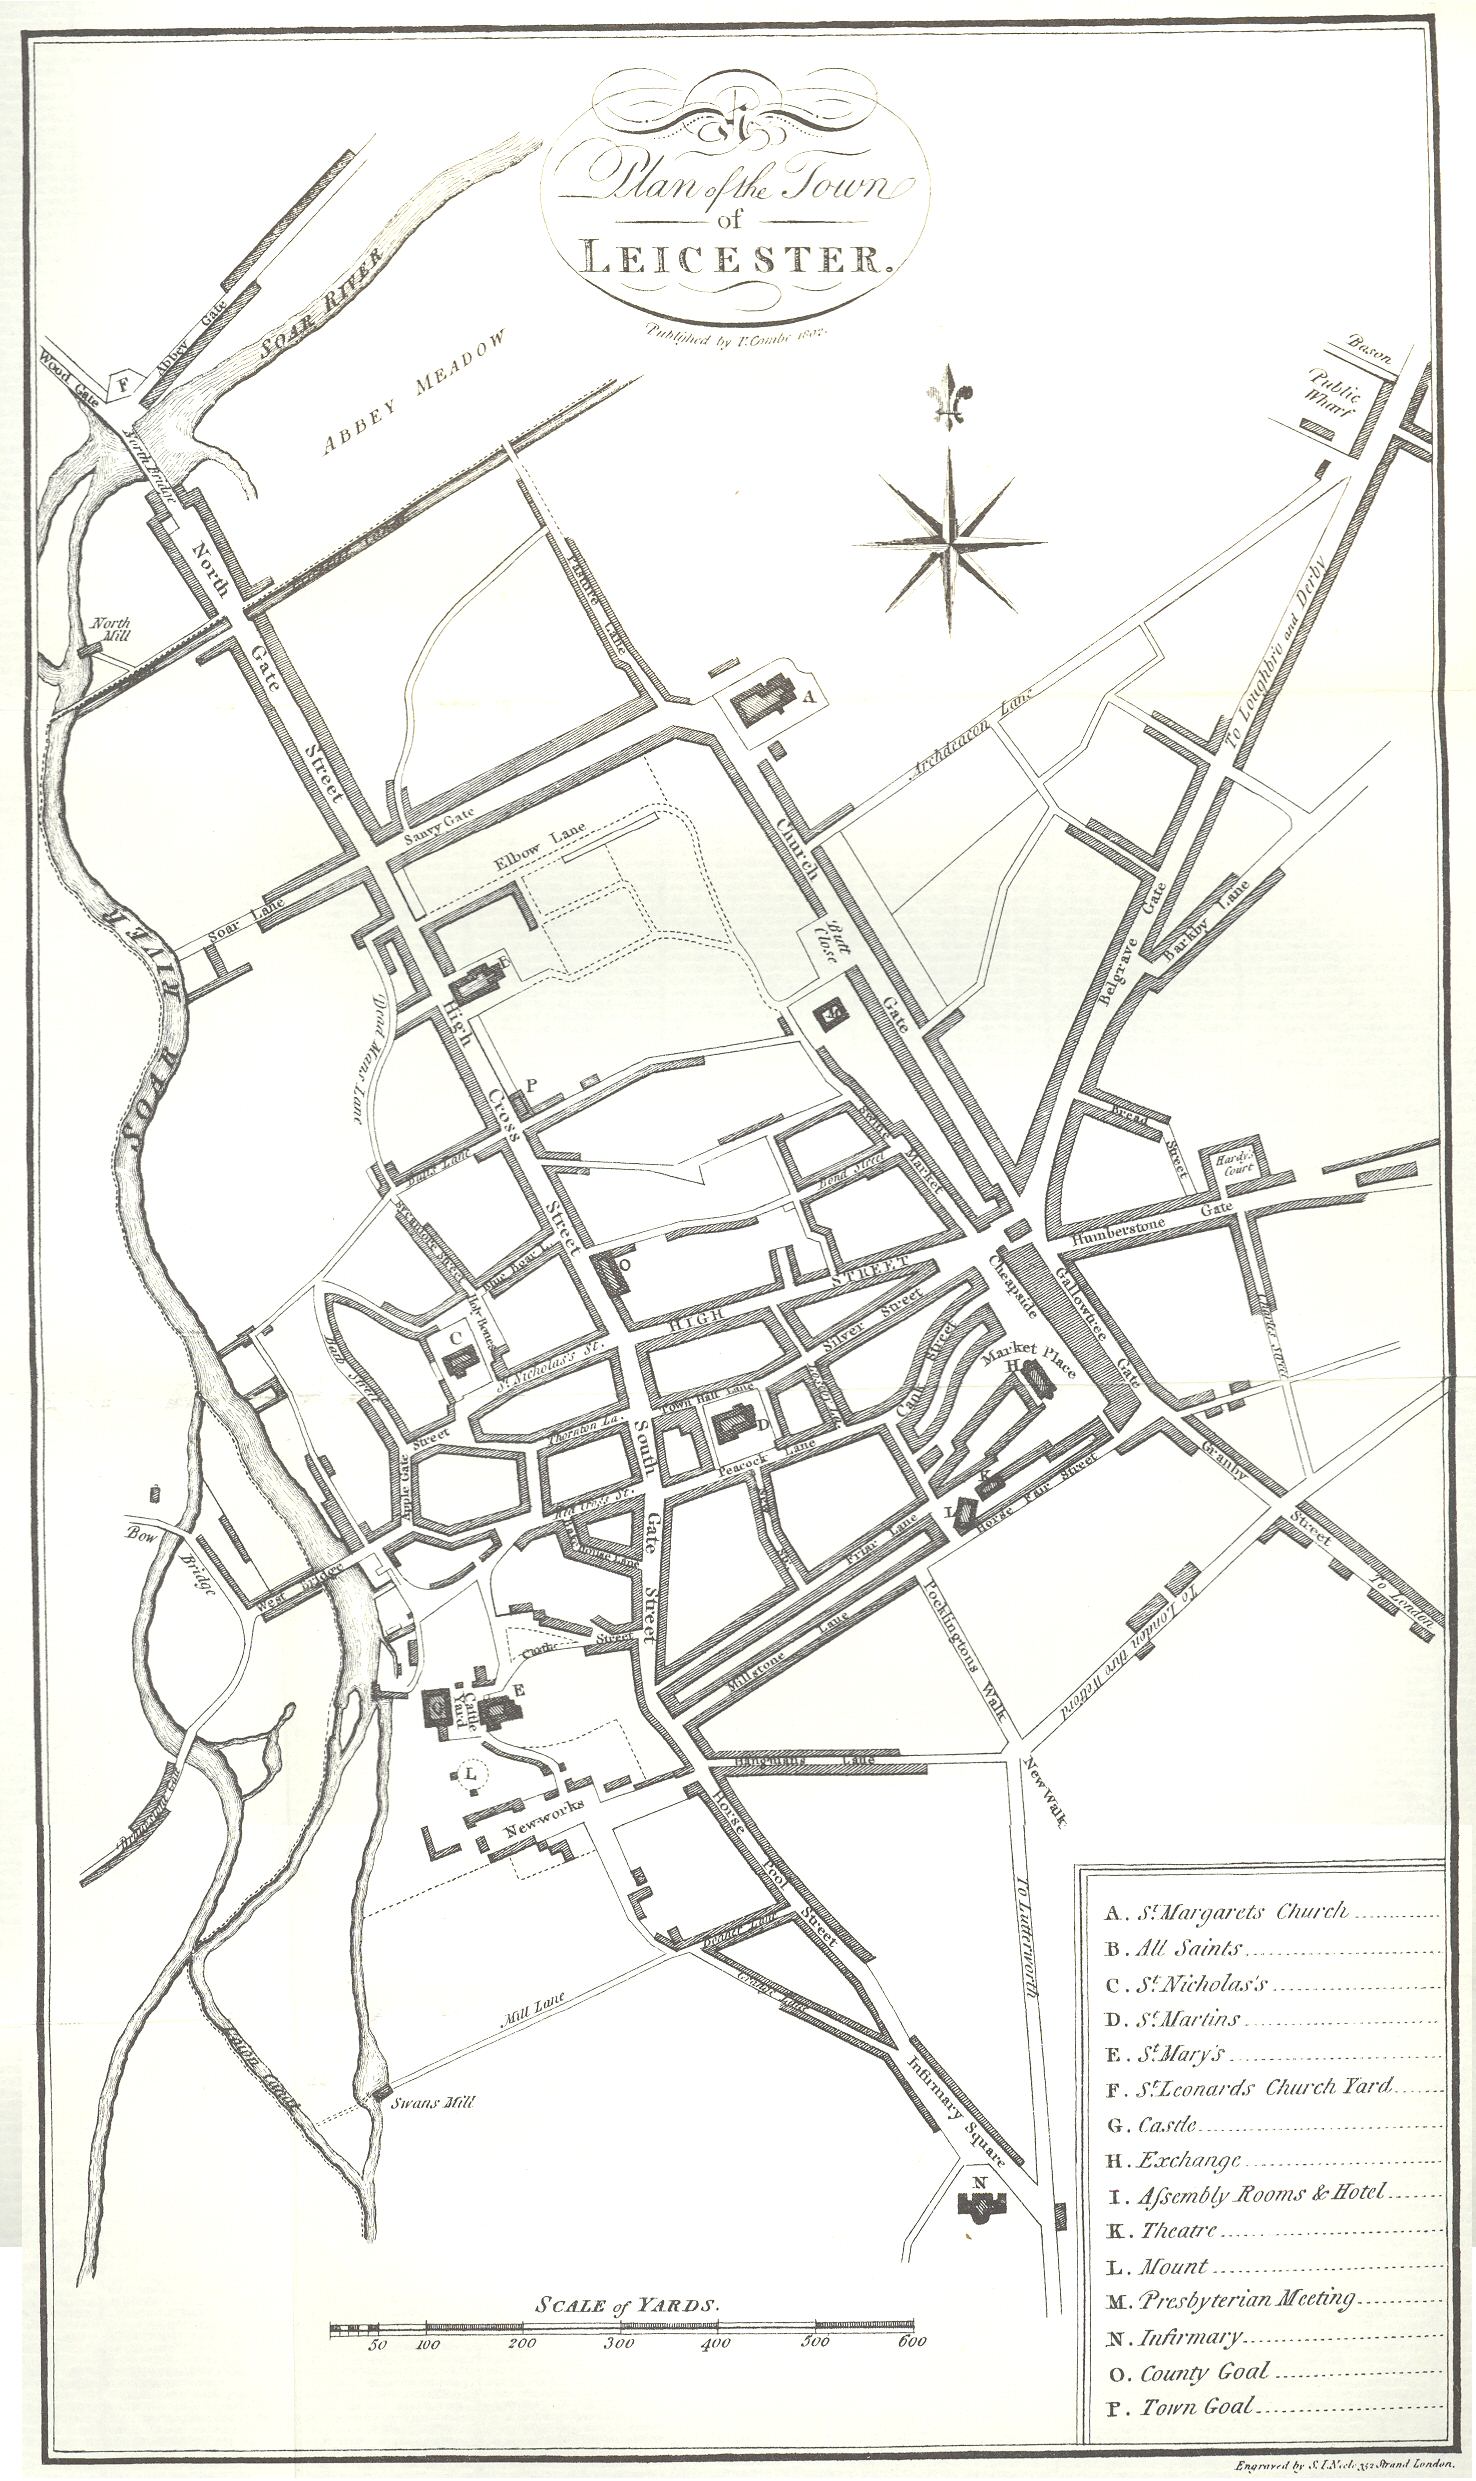 A
Plan of the Town
of
LEICESTER.
Published by T. Combe 1802.
Abbey Gate
SOAR RIVER
Wood Gate
F
North Bridge
ABBEY MEADOW
Bason
Public
Wharf
North
Gate
Street
North
Mill
Pasture Lane
A
To Loughbro and Derby
Archdeacon Lane
Sanvy Gate
Elbow Lane
Church
Gate
Butt
Close
Soar Lane
SOAR RIVER
Belgrave Gate
Barkby Lane
B
High
Cross
Street
Dead Mans Lane
P
M
Swine
Market
Bond Street
Bread
Street
Hardy's
Court
Humberstone Gate
Charles Street
Blue Boar L.
Holy Bones
O
HIGH STREET
Cheapside
Gallowtree
Gate
Silver Street
Cank Street
Market Place
H
C
St. Nicholas's St.
Town Hall Lane
D
Thornton La.
Peacock Lane
Street
Apple Gate
South
Gate
Street
Red Cross St.
K
I
Horse Fair Street
Friar Lane
Millstone Lane
Granby
Street
To London
To London thro Welford
Pocklingtons Walk
New Walk
Bow
Bridge
West Bridge
Castle Street
Castle
Yard
G
E
L
Newworks
Hangmans Lane
Horse
Pool
Street
To Lutterworth
Grange Lane
Mill Lane
Swans Mill
Infirmary Square
N
A. St. Margarets Church
B. All Saints
C. St. Nicholas's
D. St. Martins
E. St. Mary's
F. St. Leonards Church Yard
G. Castle
H. Exchange
I. Assembly Rooms & Hotel
K. Theatre
L. Mount
M. Presbyterian Meeting
N. Infirmary
O. County Goal
P. Town Goal
SCALE of YARDS.
50 100 200 300 400 500 600
Engraved by S.I. Neele 352 Strand London.